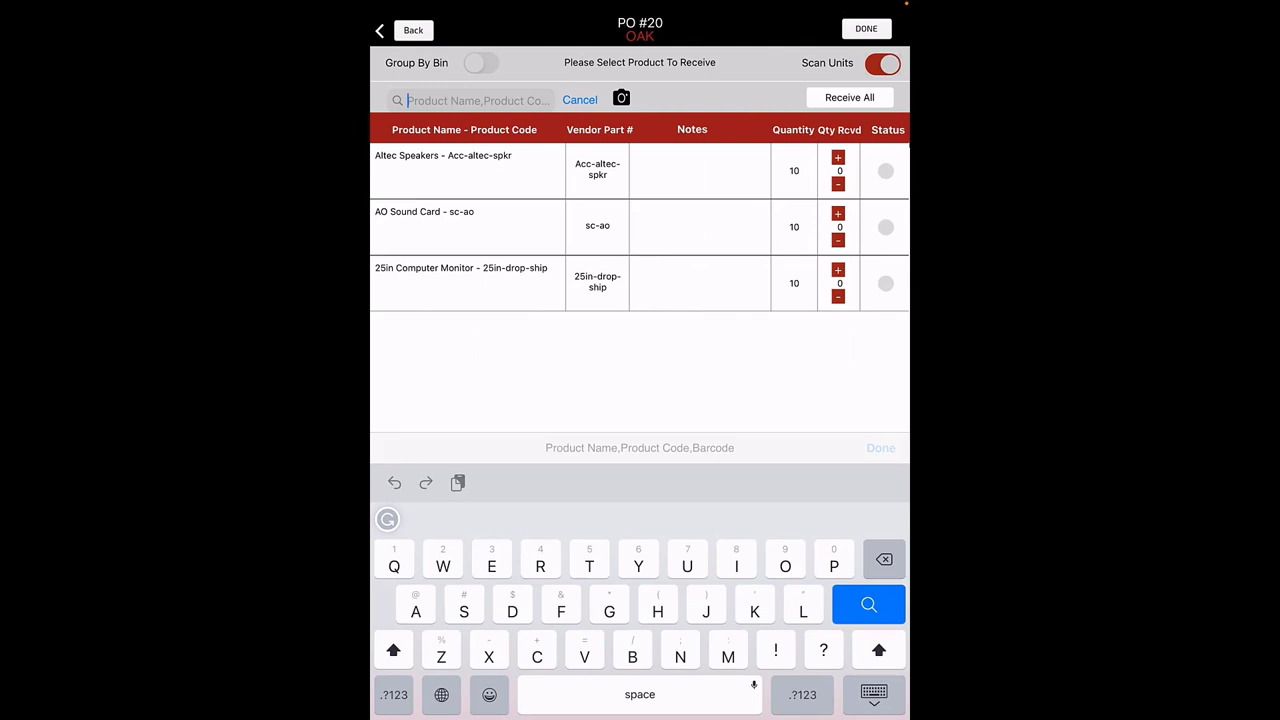 PO #20
Back
OAK
DONE
Group By Bin
Please Select Product To Receive
Scan Units
Product Name,Product Co...
Cancel
Receive All
Product Name - Product Code
Vendor Part #
Notes
Quantity
Qty Rcvd
Status
Altec Speakers - Acc-altec-spkr
Acc-altec-
spkr
10
+
0
-
AO Sound Card - sc-ao
sc-ao
10
+
0
-
25in Computer Monitor - 25in-drop-ship
25in-drop-
ship
10
+
0
-
Product Name,Product Code,Barcode
Done
1 2 3 4 5 6 7 8 9 0
Q W E R T Y U I O P
@ # $ & * ( ) ' "
A S D F G H J K L
% - + = / ; :
Z X C V B N M ! ?
.?123
space
.?123